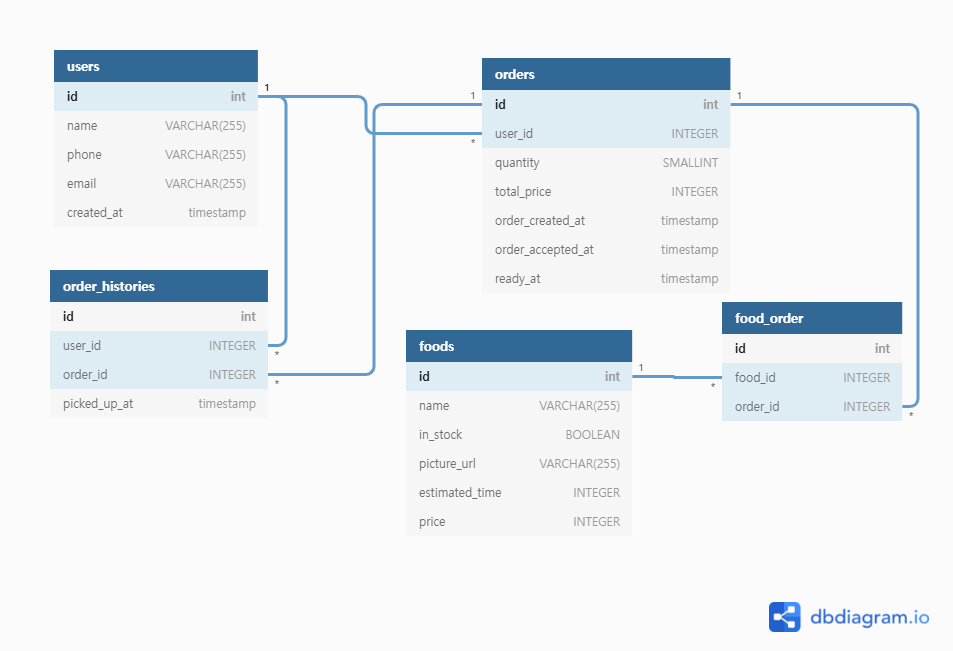 users
id int
name VARCHAR(255)
phone VARCHAR(255)
email VARCHAR(255)
created_at timestamp
1
*
orders
1 id int 1
user_id INTEGER
quantity SMALLINT
total_price INTEGER
order_created_at timestamp
order_accepted_at timestamp
ready_at timestamp
order_histories
id int
user_id INTEGER
*
order_id INTEGER
*
picked_up_at timestamp
foods
id int
1
name VARCHAR(255)
in_stock BOOLEAN
picture_url VARCHAR(255)
estimated_time INTEGER
price INTEGER
food_order
id int
food_id INTEGER
*
order_id INTEGER
*
dbdiagram.io